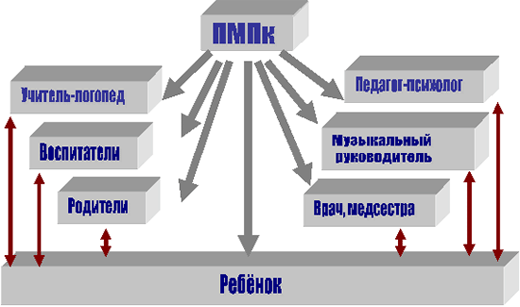 ПМПк
Учитель-логопед
Педагог-психолог
Воспитатели
Музыкальный
руководитель
Родители
Врач, медсестра
Ребёнок